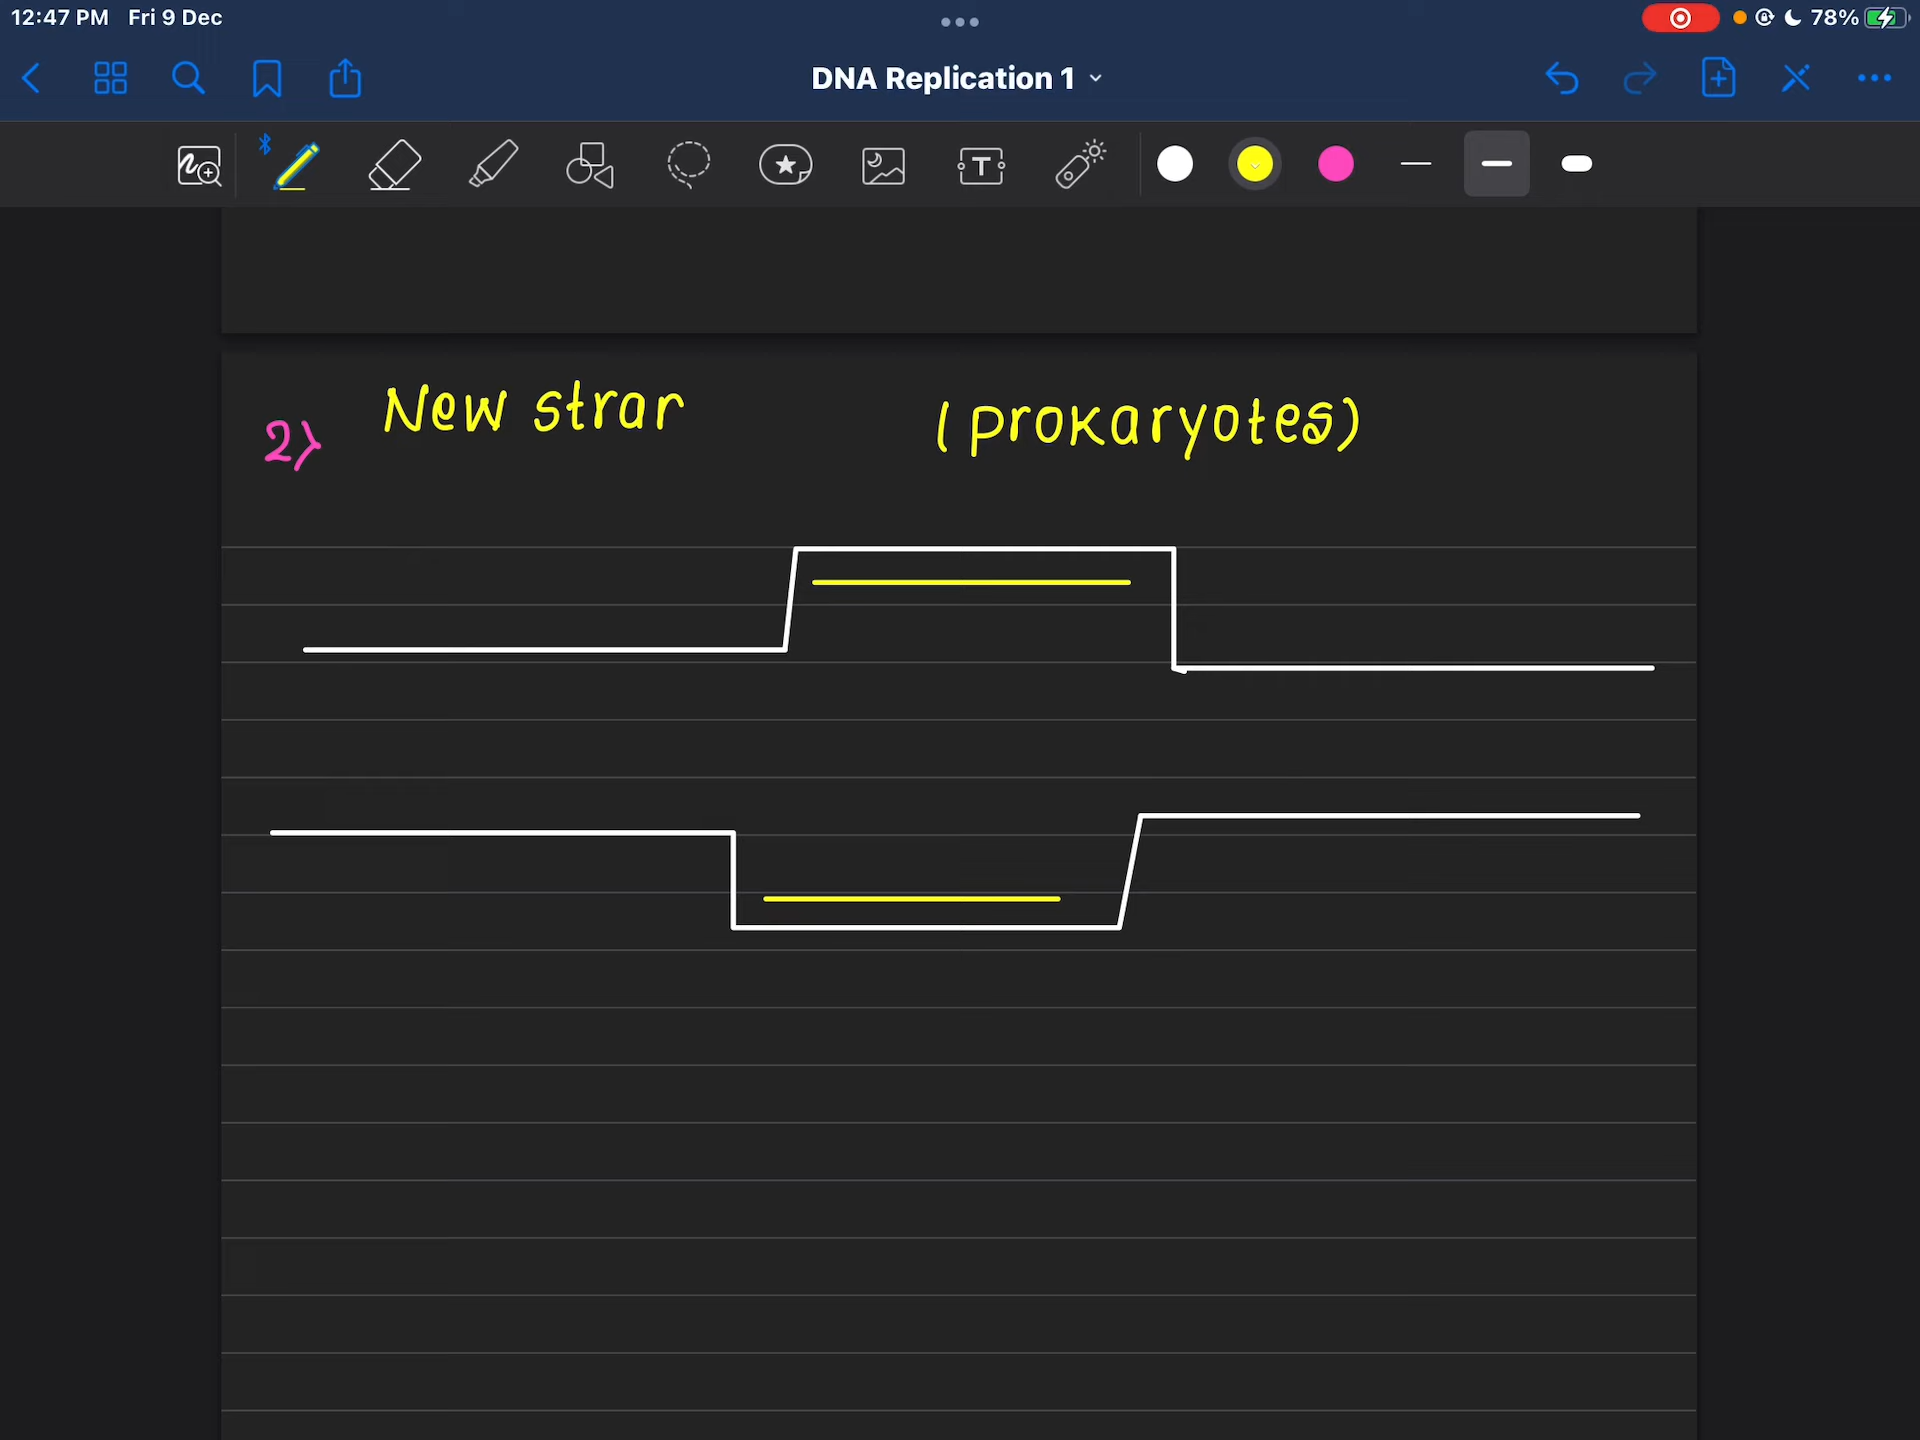 12:47 PM Fri 9 Dec
78%
DNA Replication 1
T
2) New strar (prokaryotes)